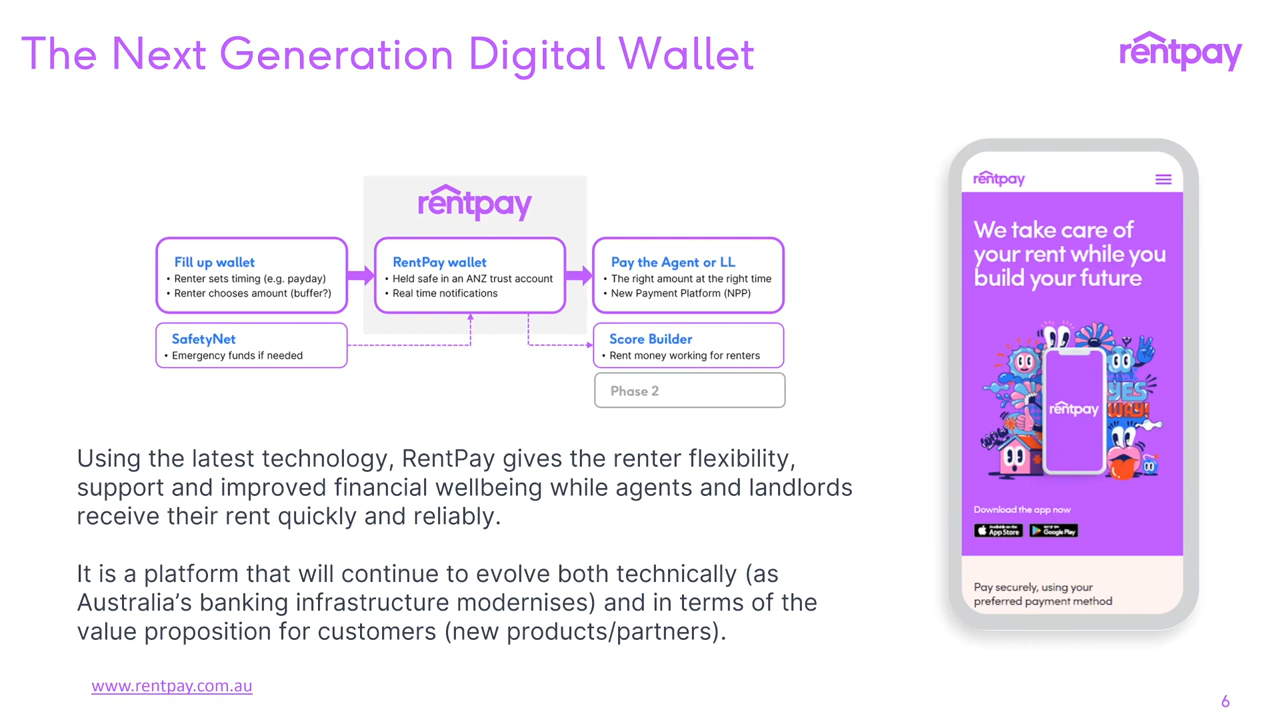 The Next Generation Digital Wallet
rentpay
rentpay
Fill up wallet
• Renter sets timing (e.g. payday)
• Renter chooses amount (buffer?)
RentPay wallet
• Held safe in an ANZ trust account
• Real time notifications
Pay the Agent or LL
• The right amount at the right time
• New Payment Platform (NPP)
SafetyNet
• Emergency funds if needed
Score Builder
• Rent money working for renters
Phase 2
Using the latest technology, RentPay gives the renter flexibility,
support and improved financial wellbeing while agents and landlords
receive their rent quickly and reliably.
It is a platform that will continue to evolve both technically (as
Australia’s banking infrastructure modernises) and in terms of the
value proposition for customers (new products/partners).
www.rentpay.com.au
rentpay
We take care of
your rent while you
build your future
YES
WAY!
rentpay
Download the app now
Available on the
App Store
GET IT ON
Google Play
Pay securely, using your
preferred payment method
6